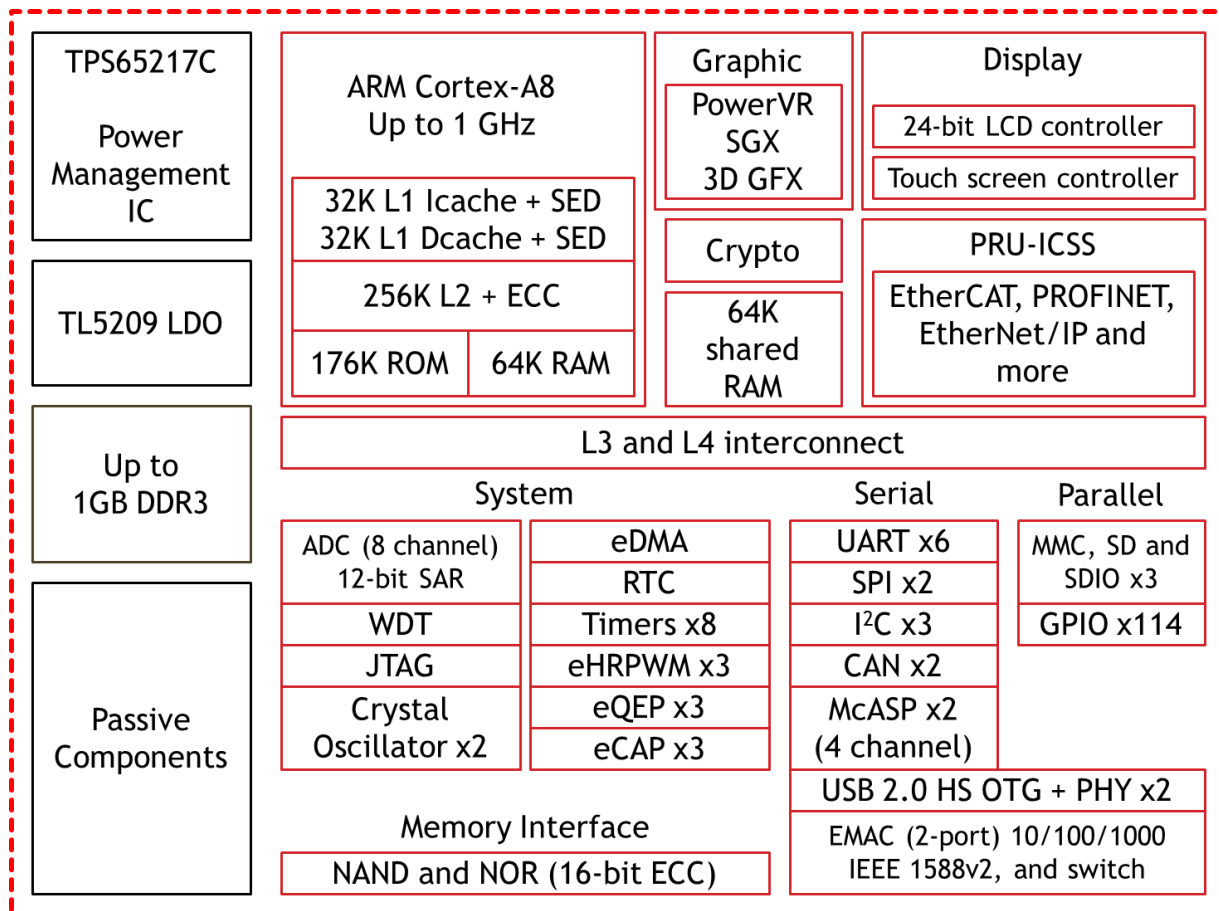 TPS65217C
Power
Management
IC
TL5209 LDO
Up to
1GB DDR3
Passive
Components
ARM Cortex-A8
Up to 1 GHz
32K L1 Icache + SED
32K L1 Dcache + SED
256K L2 + ECC
176K ROM
64K RAM
Graphic
PowerVR
SGX
3D GFX
Crypto
64K
shared
RAM
Display
24-bit LCD controller
Touch screen controller
PRU-ICSS
EtherCAT, PROFINET,
EtherNet/IP and
more
L3 and L4 interconnect
System
ADC (8 channel)
12-bit SAR
WDT
JTAG
Crystal
Oscillator x2
eDMA
RTC
Timers x8
eHRPWM x3
eQEP x3
eCAP x3
Serial
UART x6
SPI x2
I²C x3
CAN x2
McASP x2
(4 channel)
USB 2.0 HS OTG + PHY x2
EMAC (2-port) 10/100/1000
IEEE 1588v2, and switch
Parallel
MMC, SD and
SDIO x3
GPIO x114
Memory Interface
NAND and NOR (16-bit ECC)